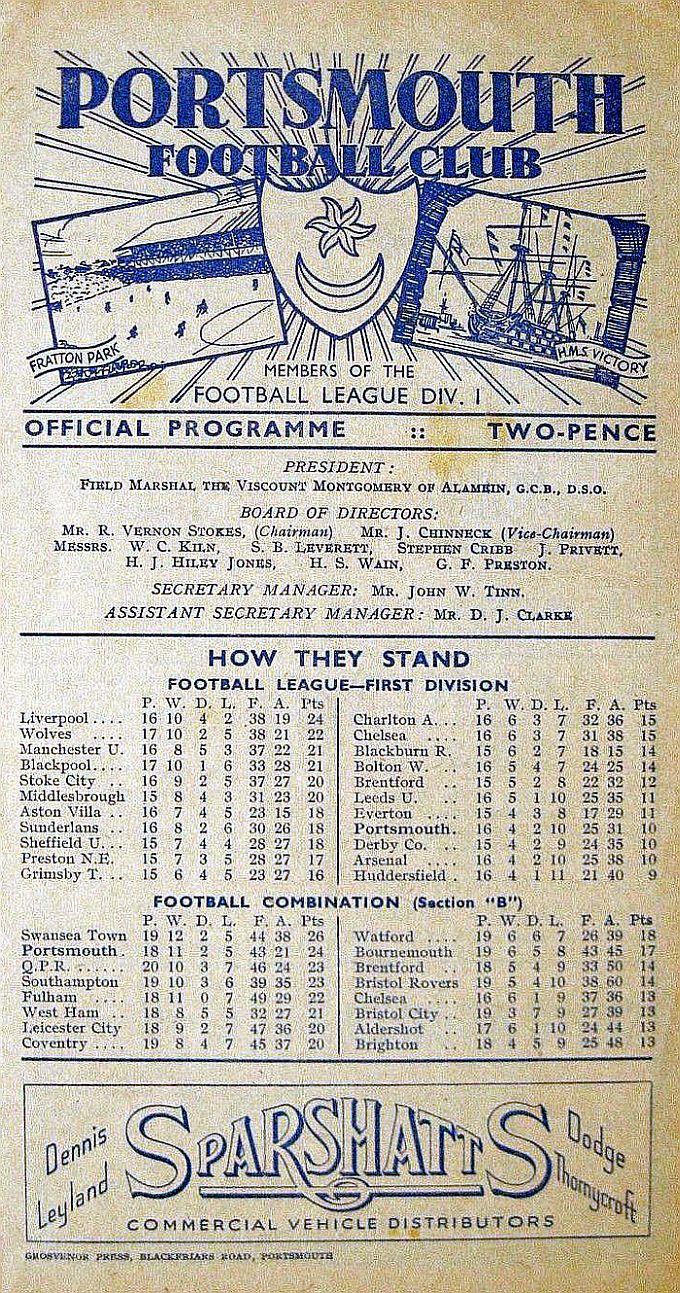 PORTSMOUTH
FOOTBALL CLUB
FRATTON PARK
H.M.S. VICTORY
MEMBERS OF THE
FOOTBALL LEAGUE DIV. 1
OFFICIAL PROGRAMME :: TWO-PENCE
PRESIDENT:
FIELD MARSHAL THE VISCOUNT MONTGOMERY OF ALAMEIN, G.C.B., D.S.O.
BOARD OF DIRECTORS:
MR. R. VERNON STOKES, (Chairman) MR. J. CHINNECK (Vice-Chairman)
MESSRS. W. C. KILN, S. B. LEVERETT, STEPHEN CRIBB J. PRIVETT,
H. J. HILEY JONES, H. S. WAIN, G. F. PRESTON.
SECRETARY MANAGER: MR. JOHN W. TINN.
ASSISTANT SECRETARY MANAGER: MR. D. J. CLARKE
HOW THEY STAND
FOOTBALL LEAGUE—FIRST DIVISION
P. W. D. L. F. A. Pts
Liverpool .... 16 10 4 2 38 19 24
Wolves .... 17 10 2 5 38 21 22
Manchester U. 16 8 5 3 37 22 21
Blackpool .... 17 10 1 6 33 28 21
Stoke City .. 16 9 2 5 37 27 20
Middlesbrough 15 8 4 3 31 23 20
Aston Villa .. 16 7 4 5 23 15 18
Sunderlans .. 16 8 2 6 30 26 18
Sheffield U... 15 7 4 4 28 27 18
Preston N.E. 15 7 3 5 28 27 17
Grimsby T. .. 15 6 4 5 23 27 16
P. W. D. L. F. A. Pts
Charlton A. .. 16 6 3 7 32 36 15
Chelsea .... 16 6 3 7 31 38 15
Blackburn R. 15 6 2 7 18 15 14
Bolton W. .. 16 5 4 7 24 25 14
Brentford .. 15 5 2 8 22 32 12
Leeds U. .. 16 5 1 10 25 35 11
Everton .... 15 4 3 8 17 29 11
Portsmouth. 16 4 2 10 25 31 10
Derby Co. .. 15 4 2 9 24 35 10
Arsenal .... 16 4 2 10 25 38 10
Huddersfield . 16 4 1 11 21 40 9
FOOTBALL COMBINATION (Section "B")
P. W. D. L. F. A. Pts
Swansea Town 19 12 2 5 44 38 26
Portsmouth . 18 11 2 5 43 21 24
Q.P.R. ...... 20 10 3 7 46 24 23
Southampton 19 10 3 6 39 35 23
Fulham .... 18 11 0 7 49 29 22
West Ham .. 18 8 5 5 32 27 21
Leicester City 18 9 2 7 47 36 20
Coventry .... 19 8 4 7 45 37 20
P. W. D. L. F. A. Pts
Watford .... 19 6 6 7 26 39 18
Bournemouth 19 6 5 8 43 45 17
Brentford .. 18 5 4 9 33 50 14
Bristol Rovers 19 5 4 10 38 60 14
Chelsea .... 16 6 1 9 37 36 13
Bristol City .. 19 3 7 9 27 39 13
Aldershot .. 17 6 1 10 24 44 13
Brighton .. 18 4 5 9 25 48 13
Dennis
Leyland
SPARSHATTS
Dodge
Thornycroft
COMMERCIAL VEHICLE DISTRIBUTORS
GROSVENOR PRESS, BLACKFRIARS ROAD, PORTSMOUTH